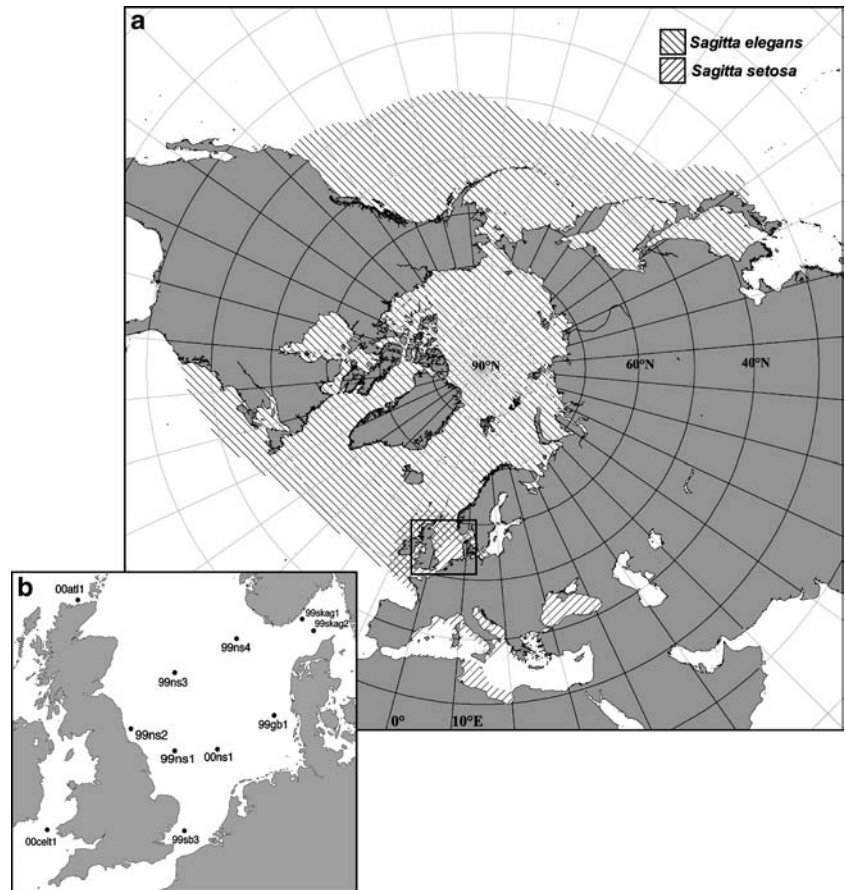 a
Sagitta elegans
Sagitta setosa
90°N
60°N
40°N
0°
10°E
b
00atl1
99skag1
99skag2
99ns4
99ns3
99gb1
99ns2
99ns1
00ns1
00celt1
99sb3